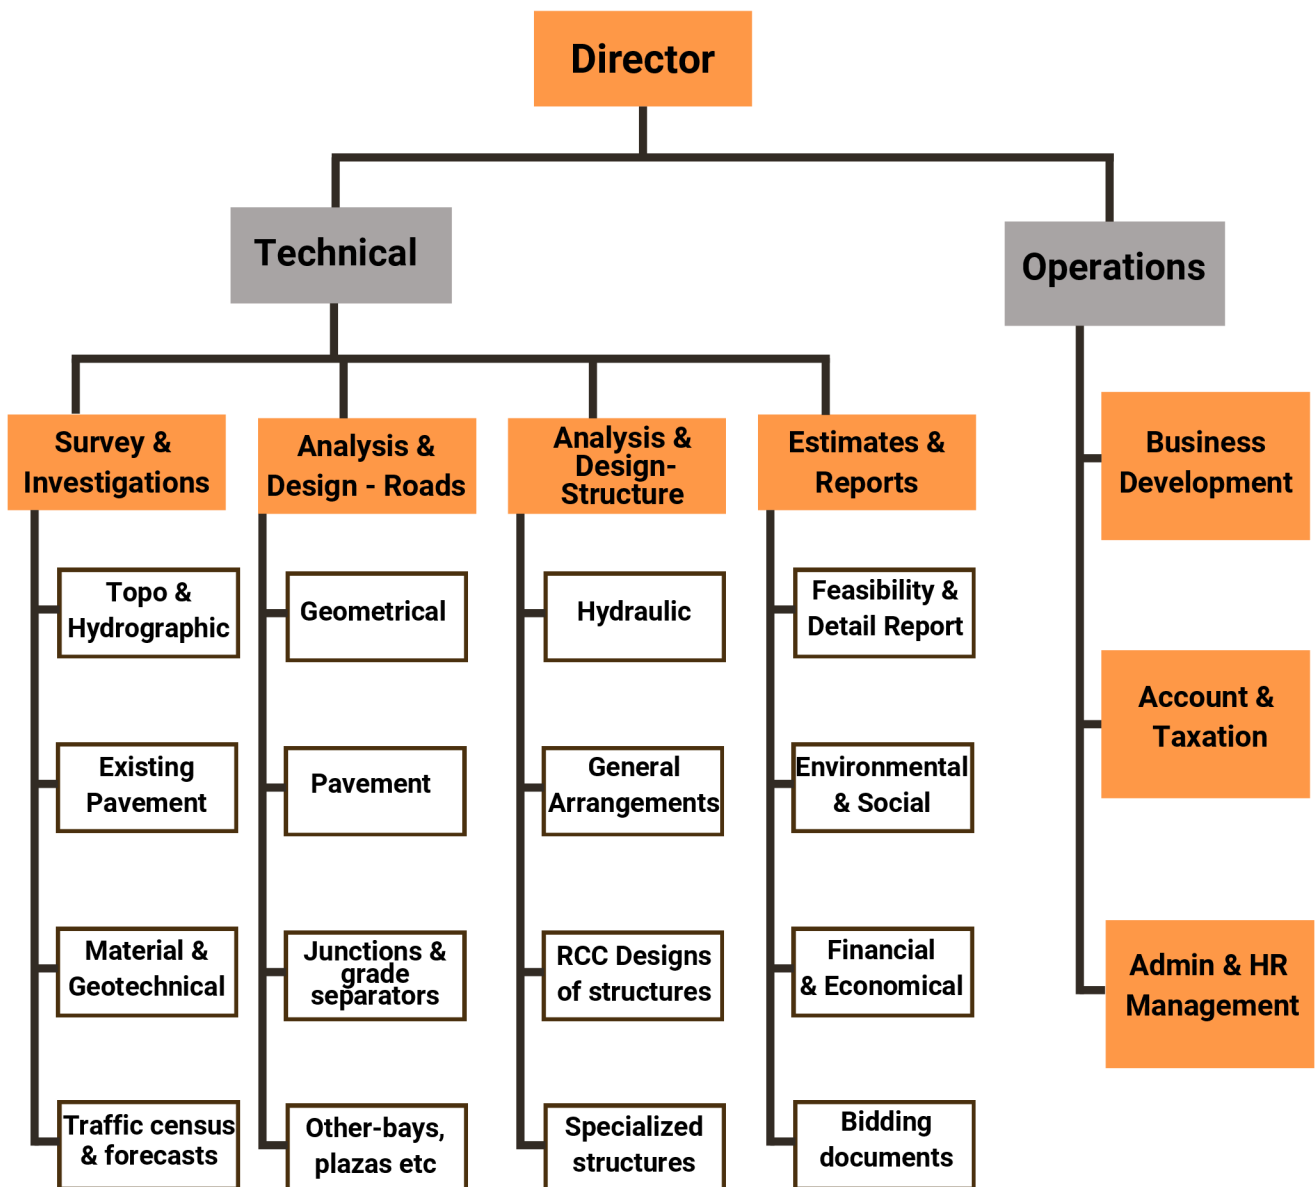 Director
Technical
Operations
Survey &
Investigations
Topo &
Hydrographic
Existing
Pavement
Material &
Geotechnical
Traffic census
& forecasts
Analysis &
Design - Roads
Geometrical
Pavement
Junctions &
grade
separators
Other-bays,
plazas etc
Analysis &
Design-
Structure
Hydraulic
General
Arrangements
RCC Designs
of structures
Specialized
structures
Estimates &
Reports
Feasibility &
Detail Report
Environmental
& Social
Financial
& Economical
Bidding
documents
Business
Development
Account &
Taxation
Admin & HR
Management